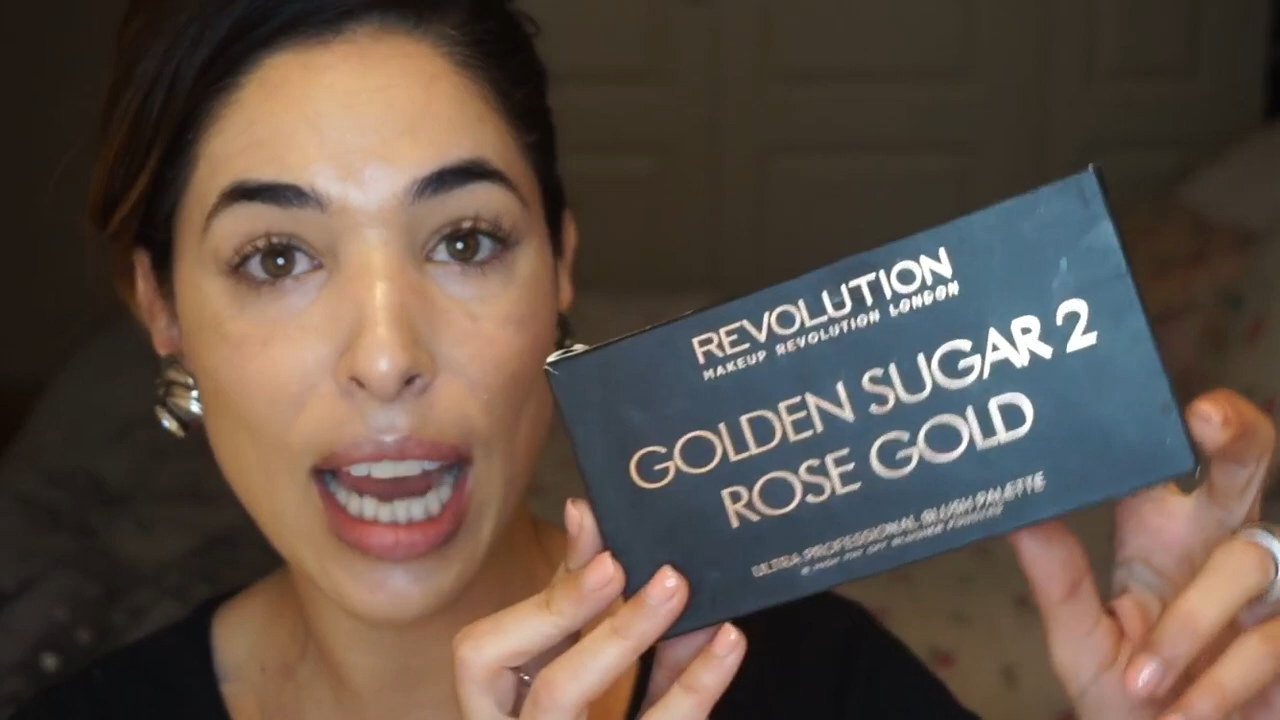 REVOLUTION
MAKEUP REVOLUTION LONDON
GOLDEN SUGAR 2
ROSE GOLD
ULTRA PROFESSIONAL BLUSH PALETTE